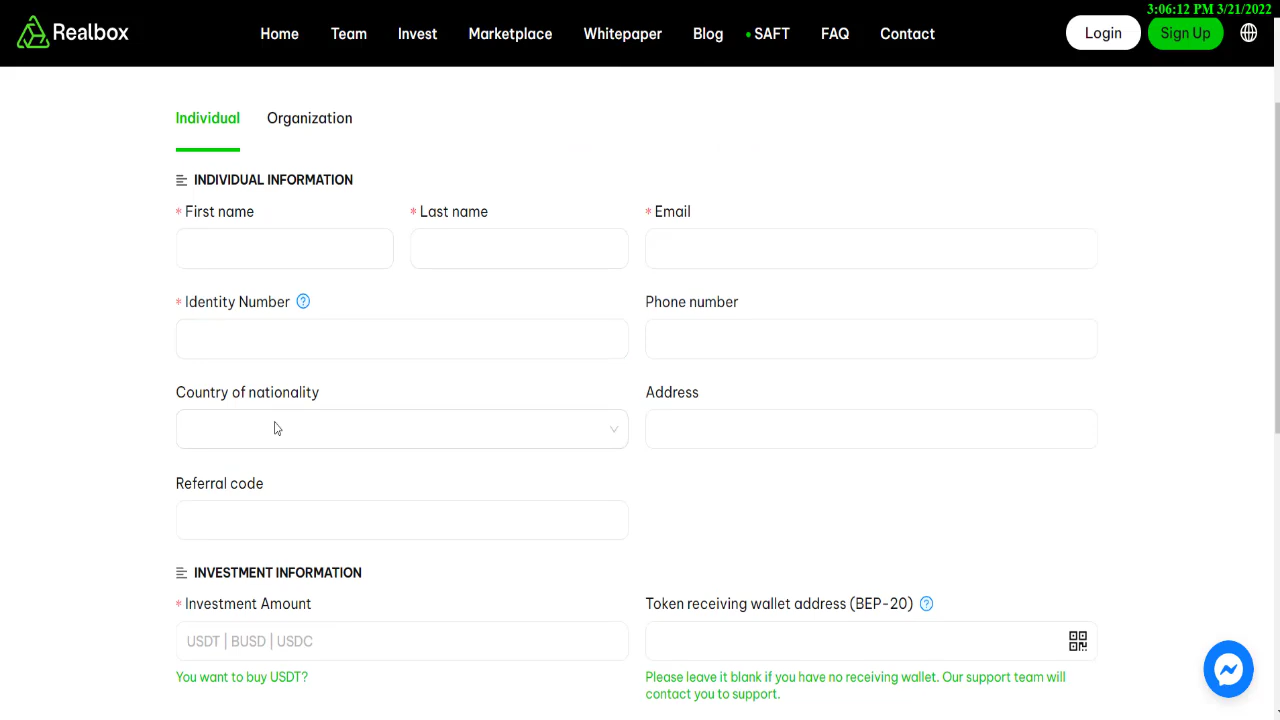 3:06:12 PM 3/21/2022
Realbox
Home Team Invest Marketplace Whitepaper Blog • SAFT FAQ Contact Login Sign Up
Individual Organization
INDIVIDUAL INFORMATION
* First name * Last name * Email
* Identity Number ? Phone number
Country of nationality Address
Referral code
INVESTMENT INFORMATION
* Investment Amount Token receiving wallet address (BEP-20) ?
USDT | BUSD | USDC
You want to buy USDT? Please leave it blank if you have no receiving wallet. Our support team will
contact you to support.